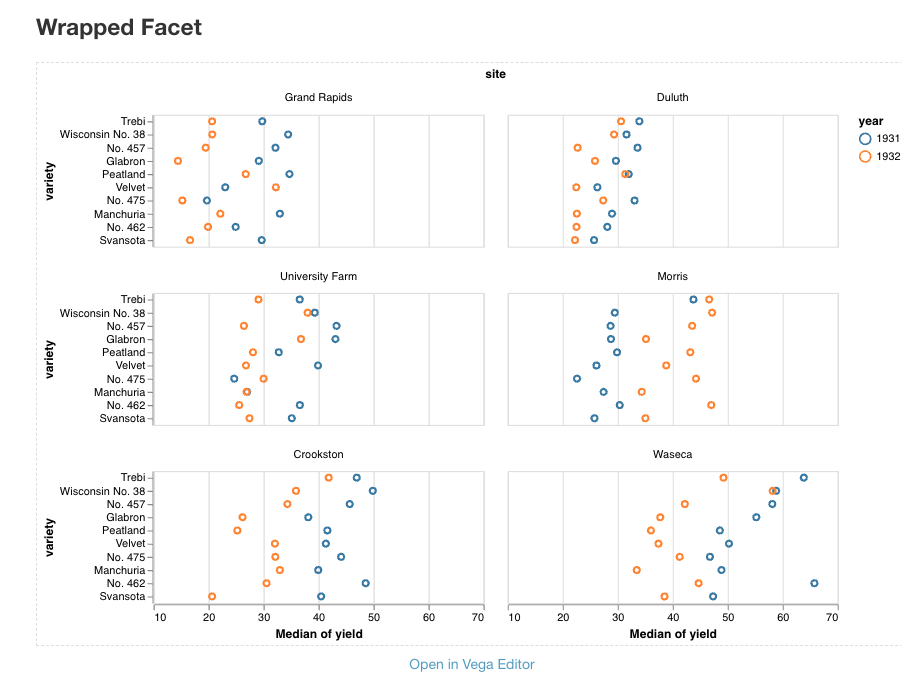 Wrapped Facet
site
Grand Rapids
Duluth
year
1931
1932
variety
Trebi
Wisconsin No. 38
No. 457
Glabron
Peatland
Velvet
No. 475
Manchuria
No. 462
Svansota
University Farm
Morris
variety
Trebi
Wisconsin No. 38
No. 457
Glabron
Peatland
Velvet
No. 475
Manchuria
No. 462
Svansota
Crookston
Waseca
variety
Trebi
Wisconsin No. 38
No. 457
Glabron
Peatland
Velvet
No. 475
Manchuria
No. 462
Svansota
10 20 30 40 50 60 70
10 20 30 40 50 60 70
Median of yield
Median of yield
Open in Vega Editor